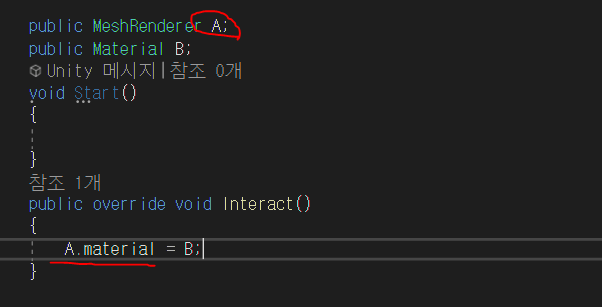 public MeshRenderer A;
public Material B;
Unity 메시지|참조 0개
void Start()
{
}
참조 1개
public override void Interact()
{
A.material = B;
}